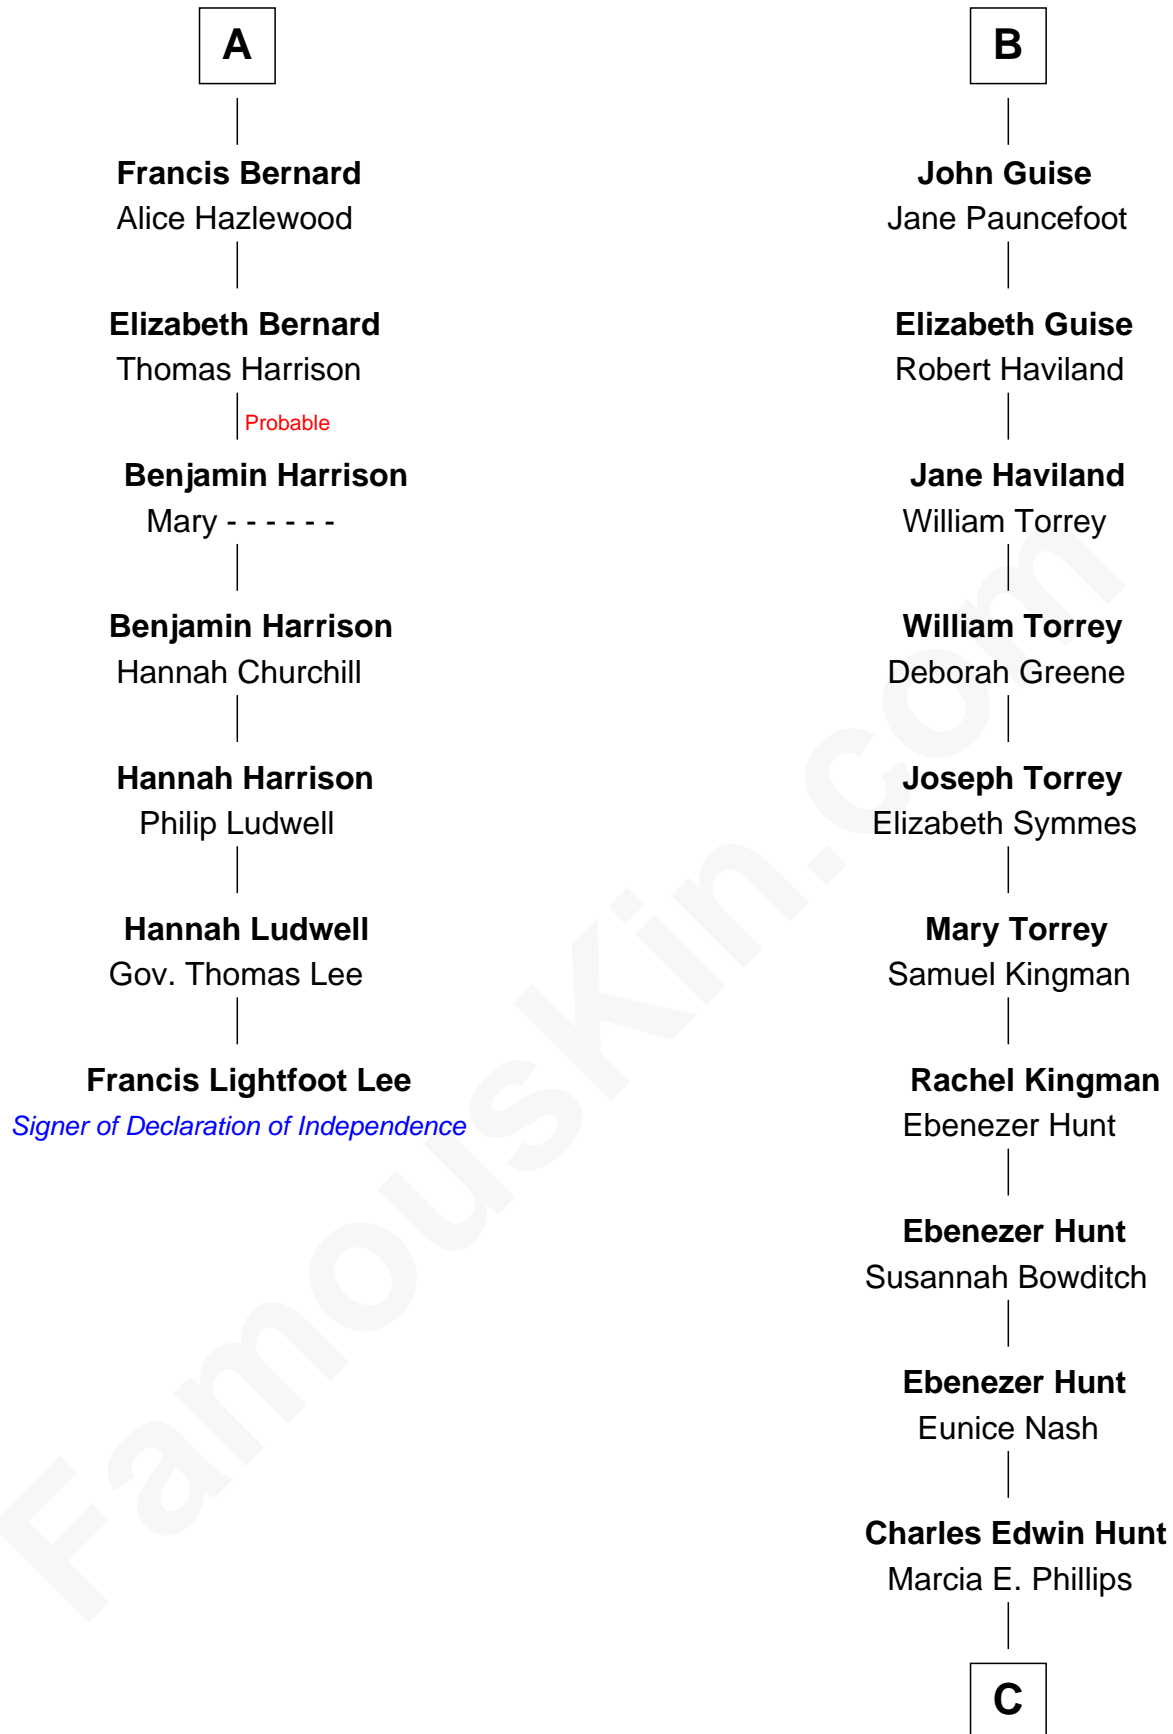 A
Francis Bernard
Alice Hazlewood
Elizabeth Bernard
Thomas Harrison
Probable
Benjamin Harrison
Mary - - - - - -
Benjamin Harrison
Hannah Churchill
Hannah Harrison
Philip Ludwell
Hannah Ludwell
Gov. Thomas Lee
Francis Lightfoot Lee
Signer of Declaration of Independence
B
John Guise
Jane Pauncefoot
Elizabeth Guise
Robert Haviland
Jane Haviland
William Torrey
William Torrey
Deborah Greene
Joseph Torrey
Elizabeth Symmes
Mary Torrey
Samuel Kingman
Rachel Kingman
Ebenezer Hunt
Ebenezer Hunt
Susannah Bowditch
Ebenezer Hunt
Eunice Nash
Charles Edwin Hunt
Marcia E. Phillips
C
FamousKin.com